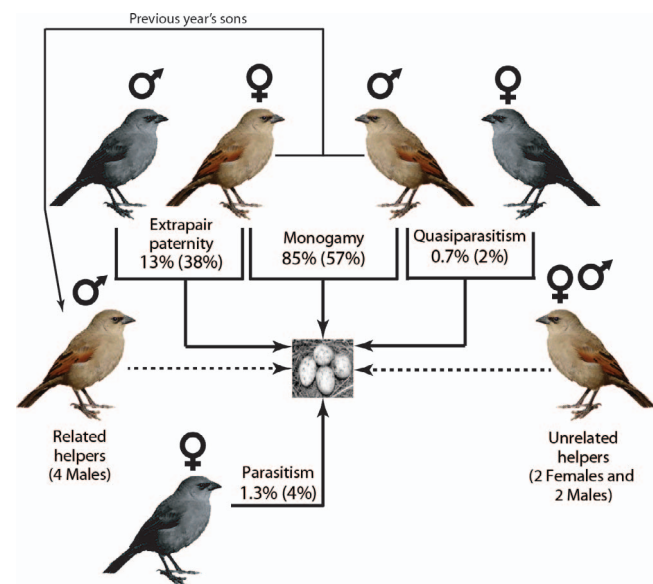 Previous year's sons
♂
♀
♂
♀
Extrapair
paternity
13% (38%)
Monogamy
85% (57%)
Quasiparasitism
0.7% (2%)
♂
♀♂
Related
helpers
(4 Males)
Unrelated
helpers
(2 Females and
2 Males)
♀
Parasitism
1.3% (4%)